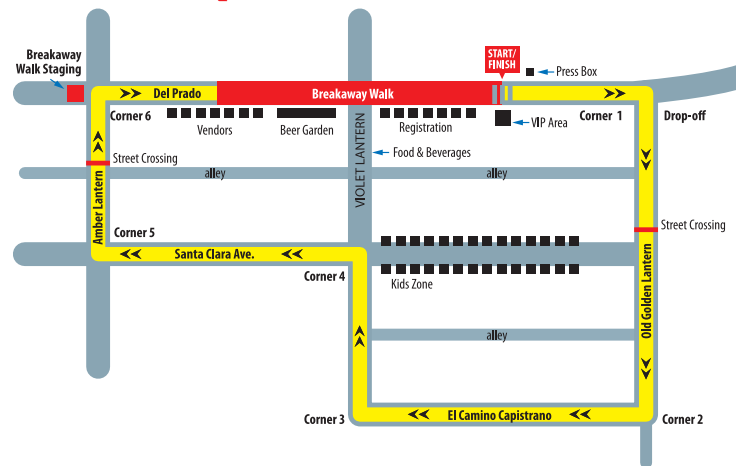 Breakaway
Walk Staging
START/
FINISH
Press Box
Del Prado
Breakaway Walk
Corner 6
Vendors
Beer Garden
Registration
VIP Area
Corner 1
Drop-off
Street Crossing
alley
VIOLET LANTERN
Food & Beverages
alley
Amber Lantern
Corner 5
Street Crossing
Santa Clara Ave.
Corner 4
Kids Zone
Old Golden Lantern
alley
Corner 3
El Camino Capistrano
Corner 2